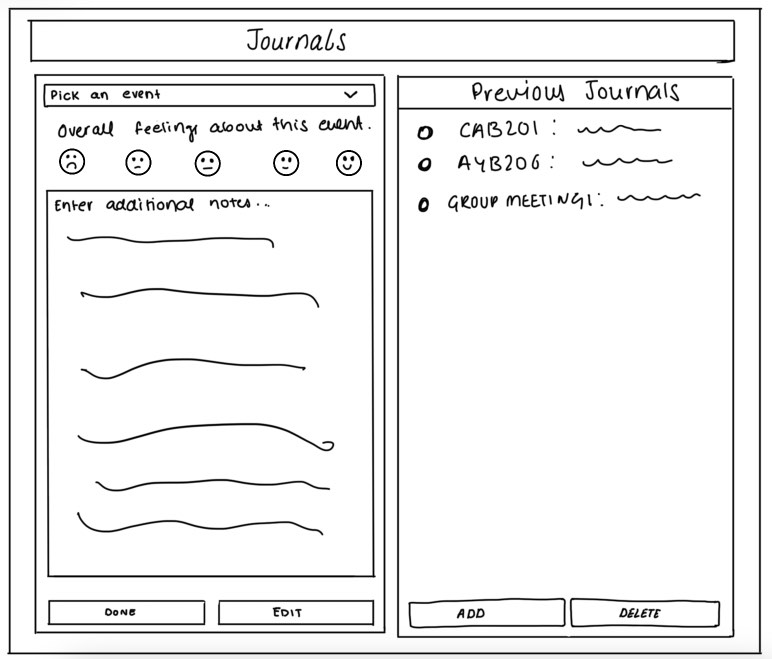 Journals
Pick an event
Overall feelings about this event.
Enter additional notes...
DONE
EDIT
Previous Journals
CAB201:
AYB206:
GROUP MEETING1:
ADD
DELETE